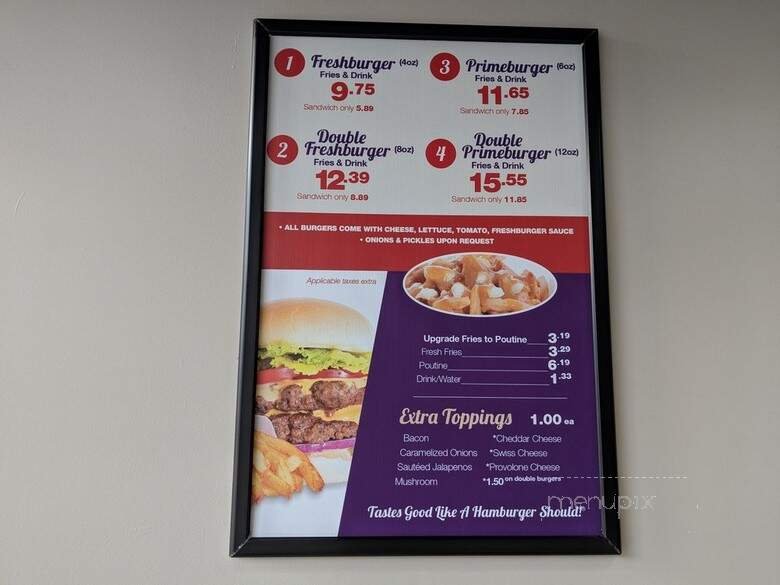 1 Freshburger (4oz)
Fries & Drink
9.75
Sandwich only 5.89
3 Primeburger (6oz)
Fries & Drink
11.65
Sandwich only 7.85
2 Double
Freshburger (8oz)
Fries & Drink
12.39
Sandwich only 8.89
4 Double
Primeburger (12oz)
Fries & Drink
15.55
Sandwich only 11.85
• ALL BURGERS COME WITH CHEESE, LETTUCE, TOMATO, FRESHBURGER SAUCE
• ONIONS & PICKLES UPON REQUEST
Applicable taxes extra
Upgrade Fries to Poutine 3.19
Fresh Fries 3.29
Poutine 6.19
Drink/Water 1.33
Extra Toppings 1.00 ea
Bacon *Cheddar Cheese
Caramelized Onions *Swiss Cheese
Sautéed Jalapenos *Provolone Cheese
Mushroom *1.50 on double burgers
menupix
Tastes Good Like A Hamburger Should!